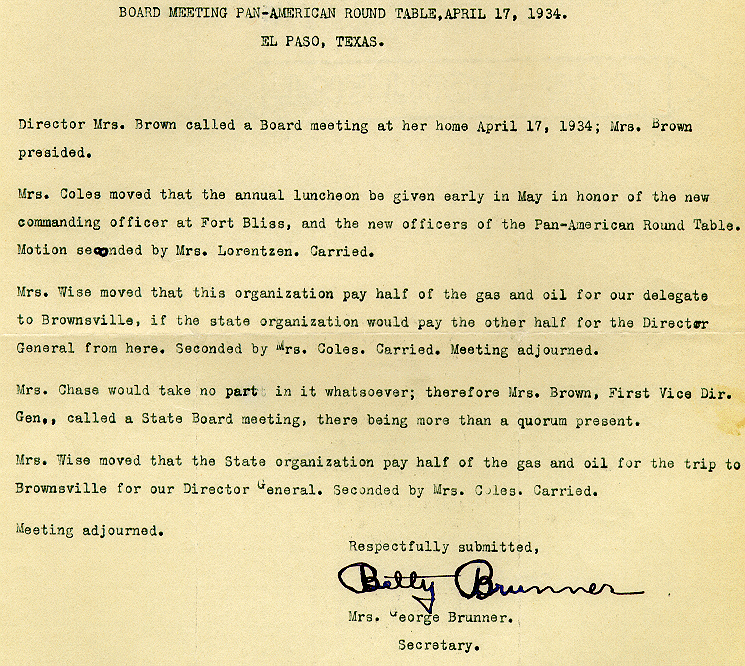 BOARD MEETING PAN-AMERICAN ROUND TABLE,APRIL 17, 1934.
EL PASO, TEXAS.
Director Mrs. Brown called a Board meeting at her home April 17, 1934; Mrs. Brown
presided.
Mrs. Coles moved that the annual luncheon be given early in May in honor of the new
commanding officer at Fort Bliss, and the new officers of the Pan-American Round Table.
Motion seconded by Mrs. Lorentzen. Carried.
Mrs. Wise moved that this organization pay half of the gas and oil for our delegate
to Brownsville, if the state organization would pay the other half for the Director
General from here. Seconded by Mrs. Coles. Carried. Meeting adjourned.
Mrs. Chase would take no part in it whatsoever; therefore Mrs. Brown, First Vice Dir.
Gen,, called a State Board meeting, there being more than a quorum present.
Mrs. Wise moved that the State organization pay half of the gas and oil for the trip to
Brownsville for our Director General. Seconded by Mrs. Coles. Carried.
Meeting adjourned.
Respectfully submitted,
Betty Brunner
Mrs. George Brunner.
Secretary.